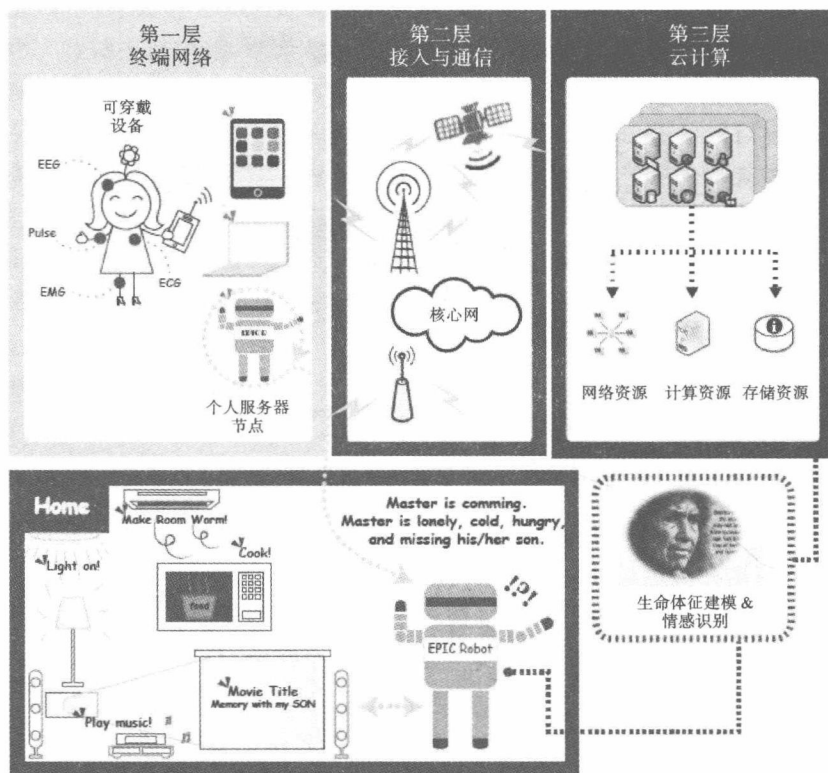 第一层
终端网络
可穿戴
设备
EEG
Pulse
EMG
ECG
个人服务器
节点
第二层
接入与通信
核心网
第三层
云计算
网络资源
计算资源
存储资源
Home
Make Room Worm!
Cook!
Light on!
food
Movie Title
Memory with my SON
Play music!
Master is comming.
Master is lonely, cold, hungry,
and missing his/her son.
EPIC Robot
生命体征建模 &
情感识别